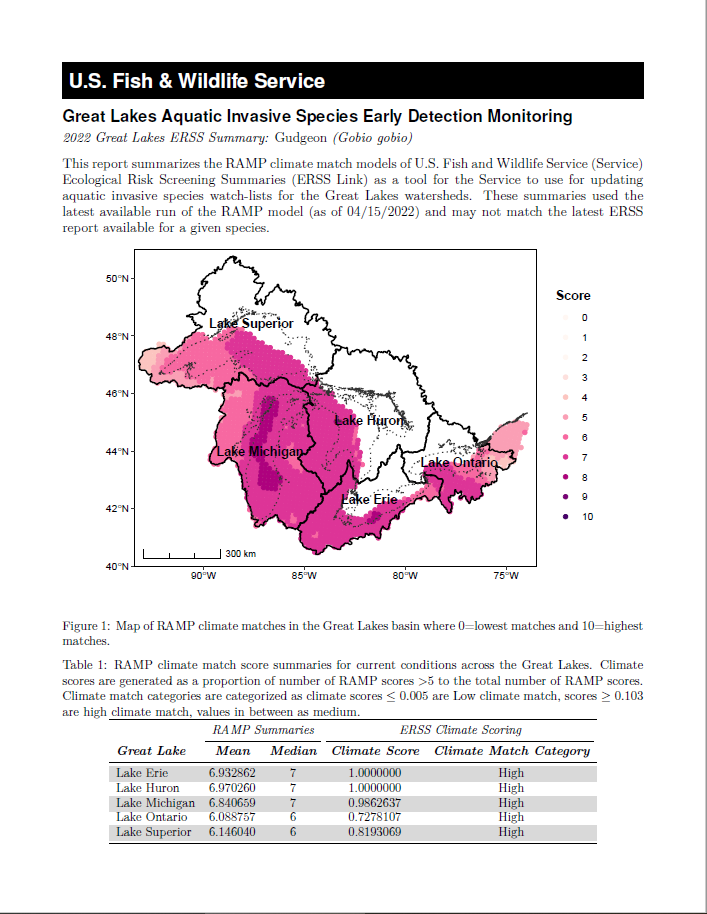 U.S. Fish & Wildlife Service
Great Lakes Aquatic Invasive Species Early Detection Monitoring
2022 Great Lakes ERSS Summary: Gudgeon (Gobio gobio)
This report summarizes the RAMP climate match models of U.S. Fish and Wildlife Service (Service)
Ecological Risk Screening Summaries (ERSS Link) as a tool for the Service to use for updating
aquatic invasive species watch-lists for the Great Lakes watersheds. These summaries used the
latest available run of the RAMP model (as of 04/15/2022) and may not match the latest ERSS
report available for a given species.
50°N
48°N
46°N
44°N
42°N
40°N
Lake Superior
Lake Huron
Lake Michigan
Lake Ontario
Lake Erie
300 km
90°W 85°W 80°W 75°W
Score
0
1
2
3
4
5
6
7
8
9
10
Figure 1: Map of RAMP climate matches in the Great Lakes basin where 0=lowest matches and 10=highest
matches.
Table 1: RAMP climate match score summaries for current conditions across the Great Lakes. Climate
scores are generated as a proportion of number of RAMP scores >5 to the total number of RAMP scores.
Climate match categories are categorized as climate scores ≤ 0.005 are Low climate match, scores ≥ 0.103
are high climate match, values in between as medium.
RAMP Summaries ERSS Climate Scoring
Great Lake Mean Median Climate Score Climate Match Category
Lake Erie 6.932862 7 1.0000000 High
Lake Huron 6.970260 7 1.0000000 High
Lake Michigan 6.840659 7 0.9862637 High
Lake Ontario 6.088757 6 0.7278107 High
Lake Superior 6.146040 6 0.8193069 High